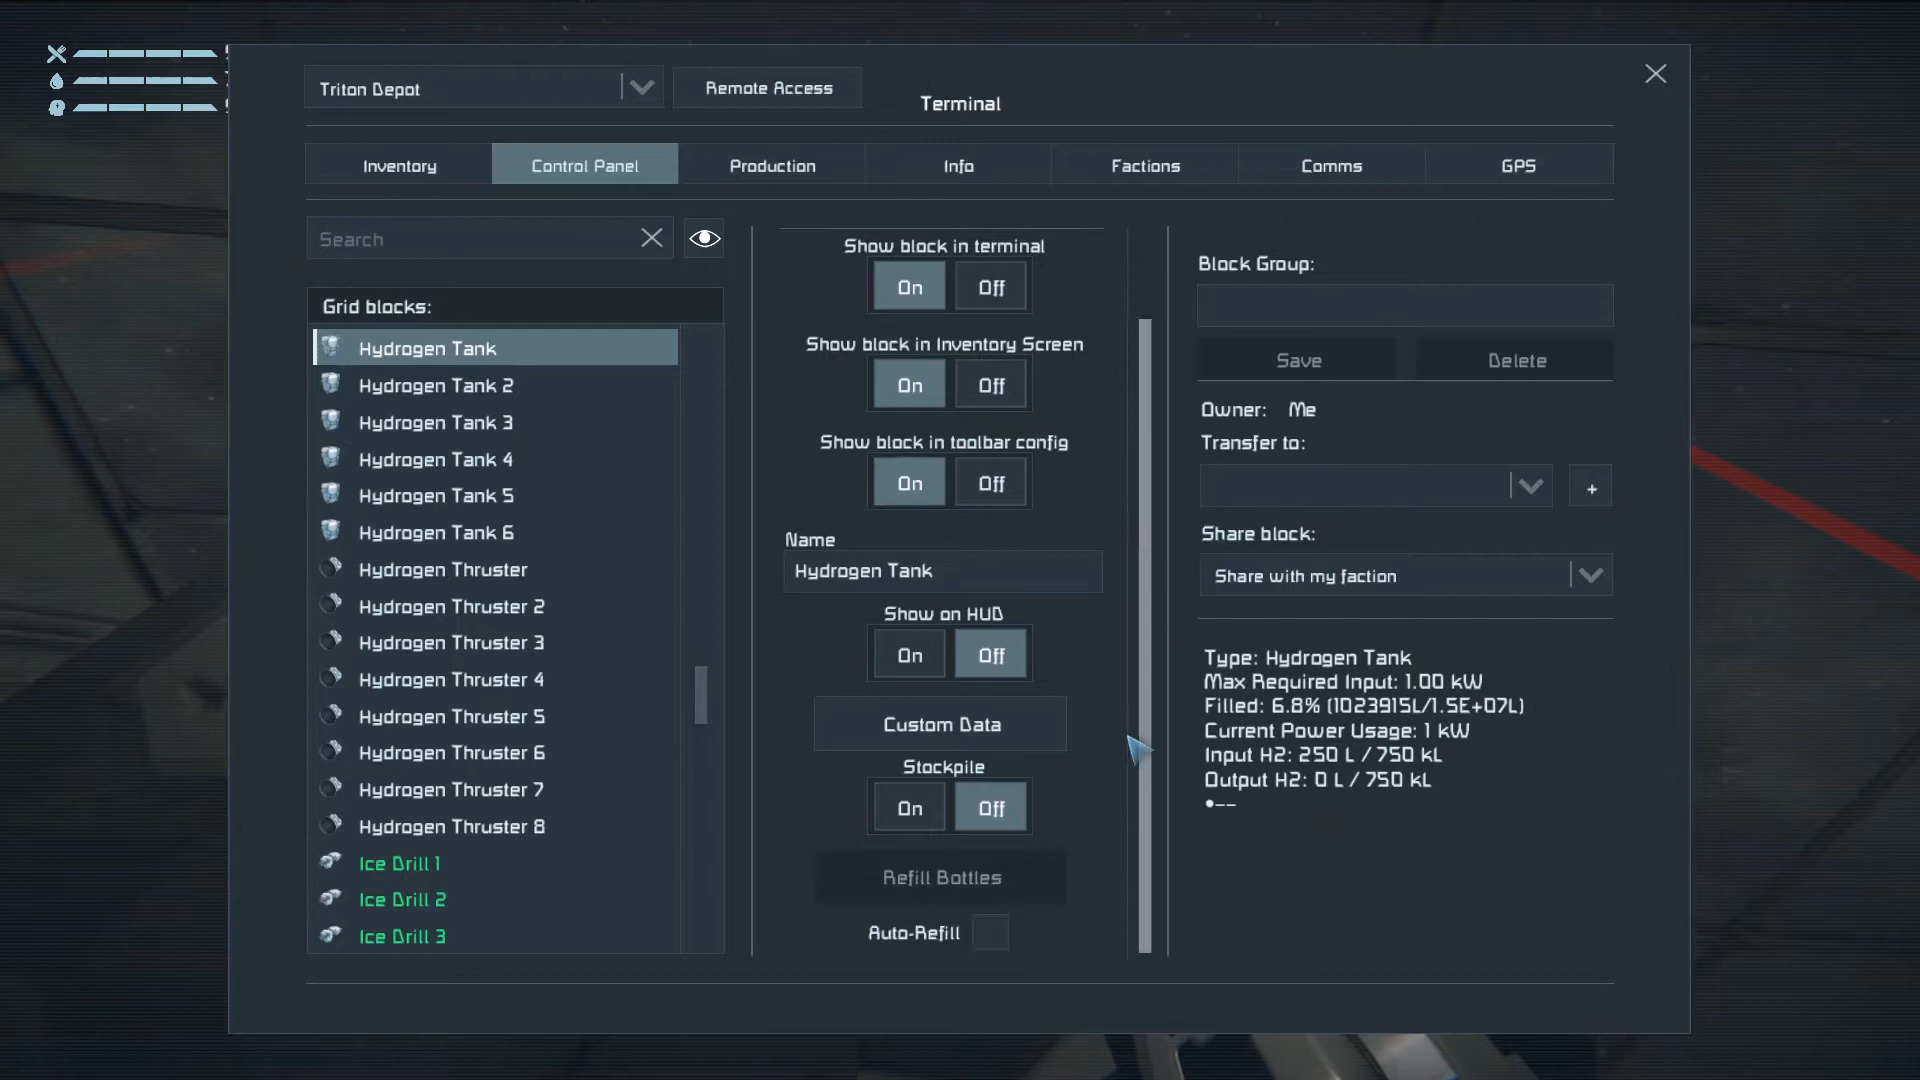 Triton Depot
Remote Access
Terminal
Inventory
Control Panel
Production
Info
Factions
Comms
GPS
Search
Grid blocks:
Hydrogen Tank
Hydrogen Tank 2
Hydrogen Tank 3
Hydrogen Tank 4
Hydrogen Tank 5
Hydrogen Tank 6
Hydrogen Thruster
Hydrogen Thruster 2
Hydrogen Thruster 3
Hydrogen Thruster 4
Hydrogen Thruster 5
Hydrogen Thruster 6
Hydrogen Thruster 7
Hydrogen Thruster 8
Ice Drill 1
Ice Drill 2
Ice Drill 3
Show block in terminal
On Off
Show block in Inventory Screen
On Off
Show block in toolbar config
On Off
Name
Hydrogen Tank
Show on HUD
On Off
Custom Data
Stockpile
On Off
Refill Bottles
Auto-Refill
Block Group:
Save Delete
Owner: Me
Transfer to:
+
Share block:
Share with my faction
Type: Hydrogen Tank
Max Required Input: 1.00 kW
Filled: 6.8% (1023915L/1.5E+07L)
Current Power Usage: 1 kW
Input H2: 250 L / 750 kL
Output H2: 0 L / 750 kL
•--